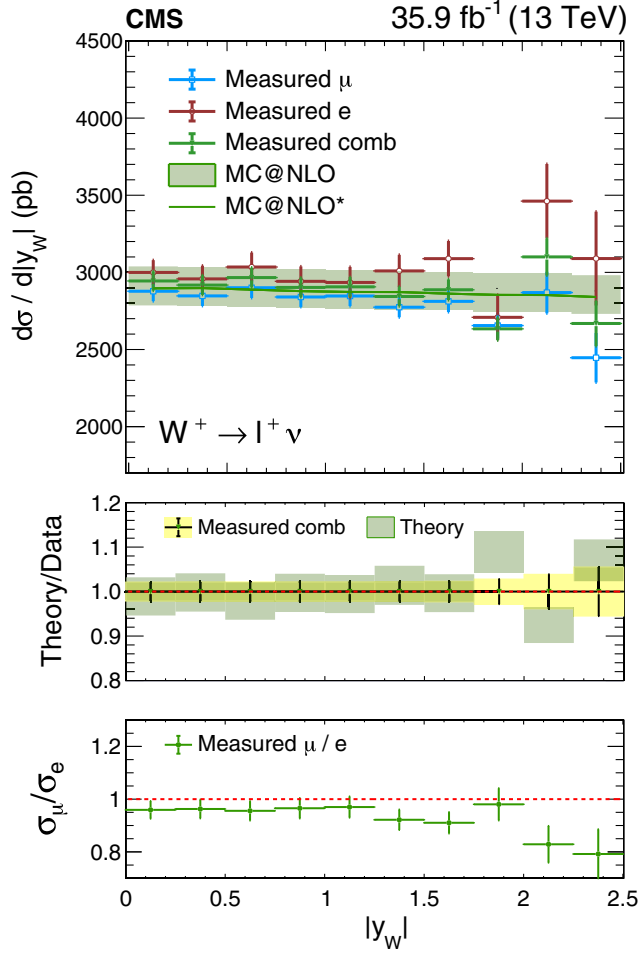 CMS 35.9 fb⁻¹ (13 TeV)
4500
4000
3500
3000
2500
2000
dσ / d|y_W| (pb)
Measured μ
Measured e
Measured comb
MC@NLO
MC@NLO*
W⁺ → l⁺ ν
1.2
1.1
1.0
0.9
0.8
Theory/Data
Measured comb Theory
1.2
1
0.8
σ_μ/σ_e
Measured μ / e
0 0.5 1 1.5 2 2.5
|y_W|